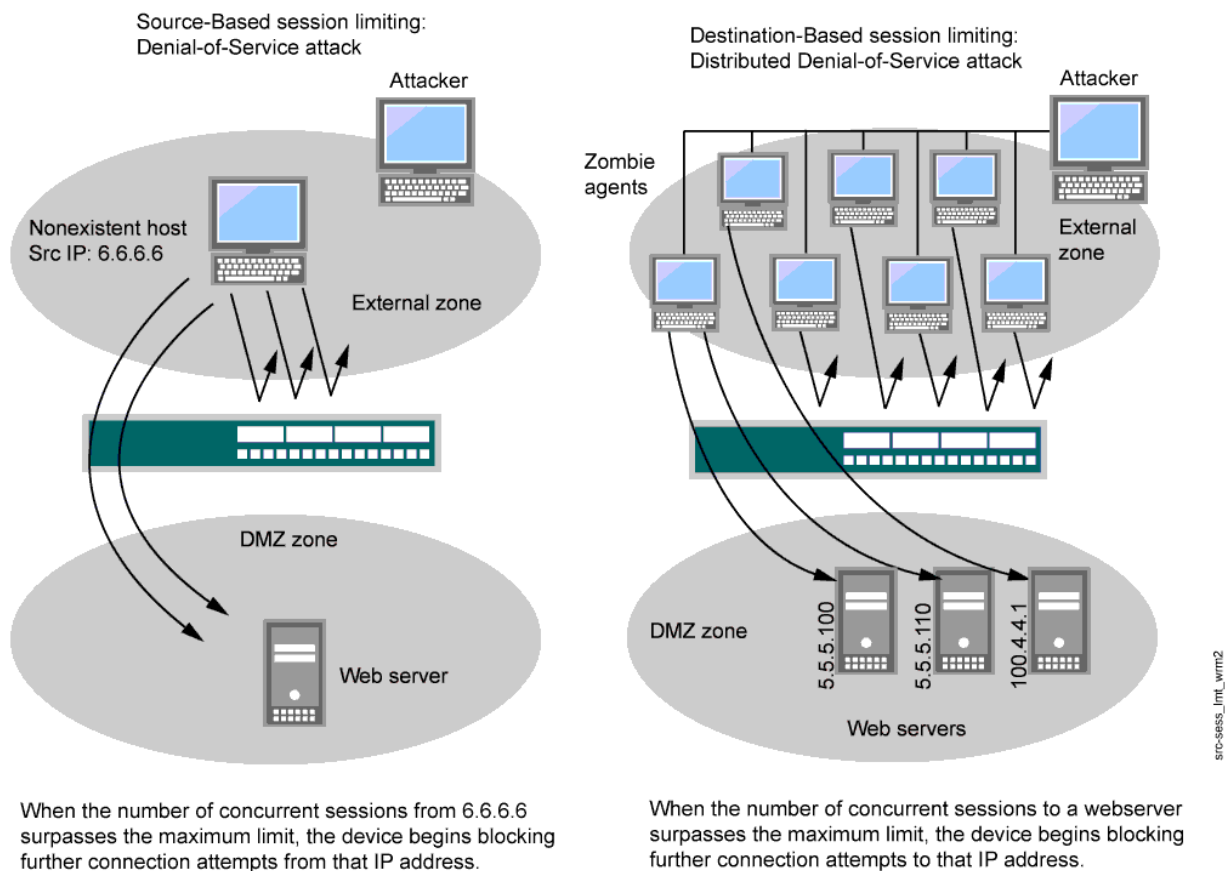 Source-Based session limiting:
Denial-of-Service attack
Attacker
Nonexistent host
Src IP: 6.6.6.6
External zone
DMZ zone
Web server
When the number of concurrent sessions from 6.6.6.6
surpasses the maximum limit, the device begins blocking
further connection attempts from that IP address.
Destination-Based session limiting:
Distributed Denial-of-Service attack
Attacker
Zombie
agents
External
zone
DMZ zone
5.5.5.100
5.5.5.110
100.4.4.1
Web servers
When the number of concurrent sessions to a webserver
surpasses the maximum limit, the device begins blocking
further connection attempts to that IP address.
src-sess_lmt_wrm2